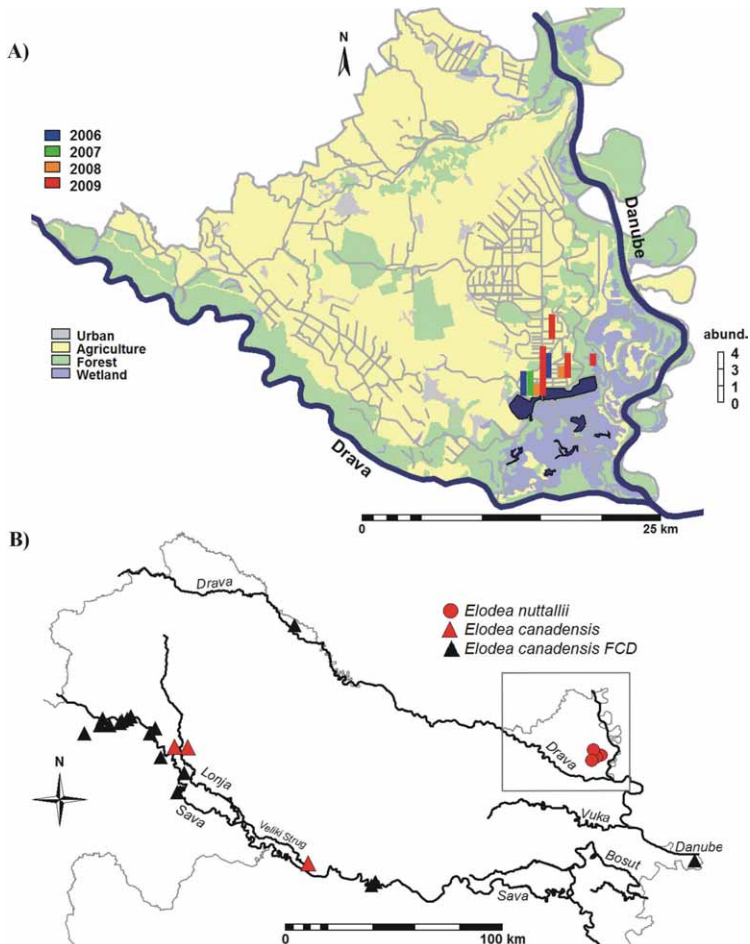 A)
N
2006
2007
2008
2009
Danube
Urban
Agriculture
Forest
Wetland
abund.
4
3
1
0
Drava
0 25 km
B)
Drava
Elodea nuttallii
Elodea canadensis
Elodea canadensis FCD
N
Drava
Lonja
Sava
Veliki Strug
Vuka
Danube
Bosut
Sava
0 100 km